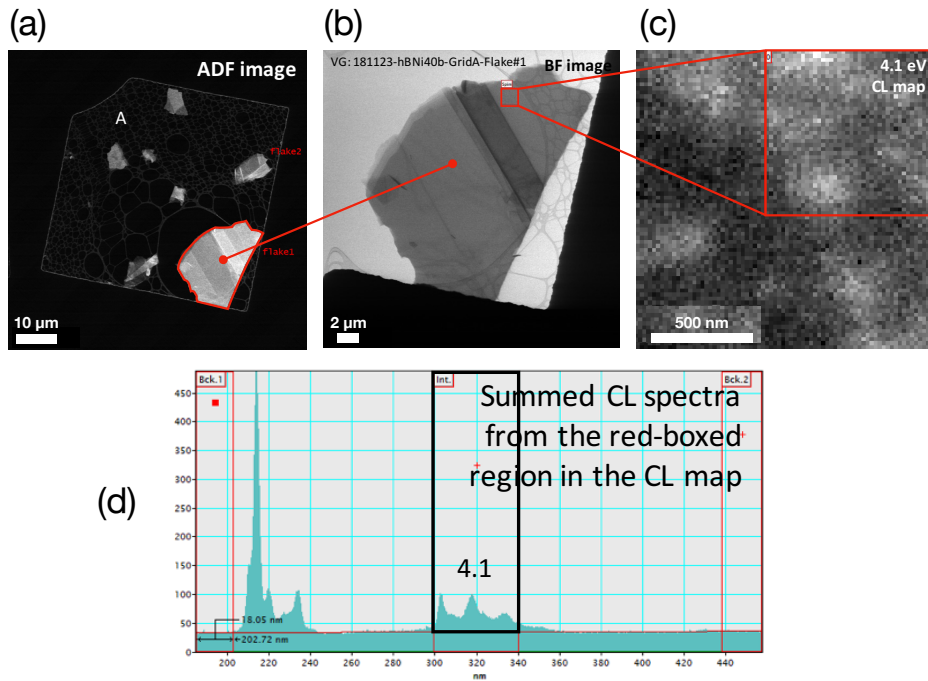 (a)
(b)
(c)
ADF image
A
flake2
flake1
10 µm
VG: 181123-hBNi40b-GridA-Flake#1
BF image
2 µm
4.1 eV
CL map
500 nm
(d)
Bck.1
Int.
Bck.2
Summed CL spectra
from the red-boxed
region in the CL map
4.1
450
400
350
300
250
200
150
100
50
0
18.05 nm
202.72 nm
200 220 240 260 280 300 320 340 360 380 400 420 440
nm